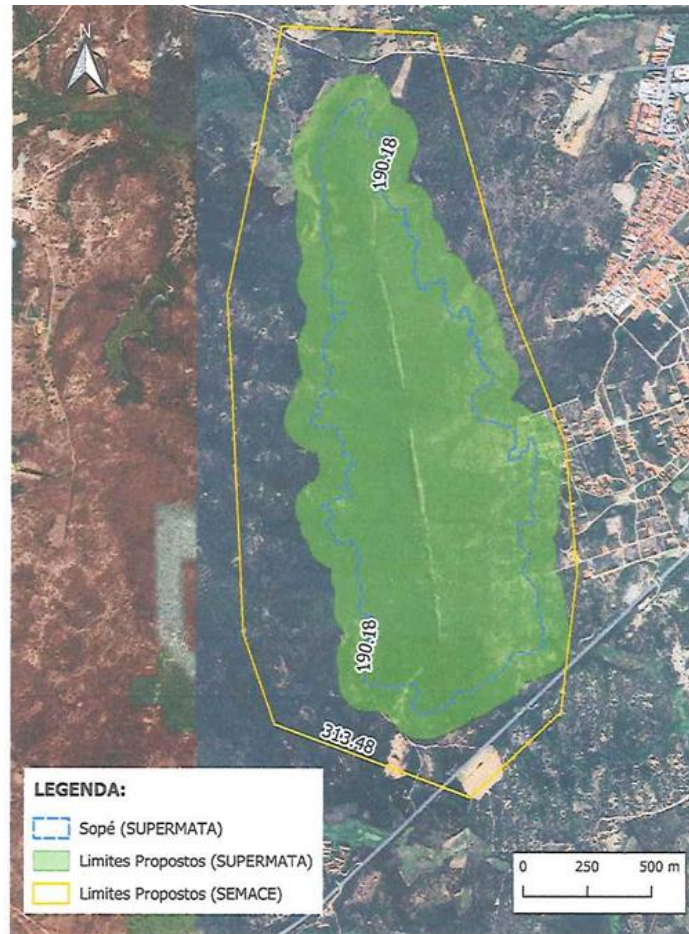 N
190.18
190.18
313.48
LEGENDA:
Sopé (SUPERMATA)
Limites Propostos (SUPERMATA)
Limites Propostos (SEMACE)
0 250 500 m